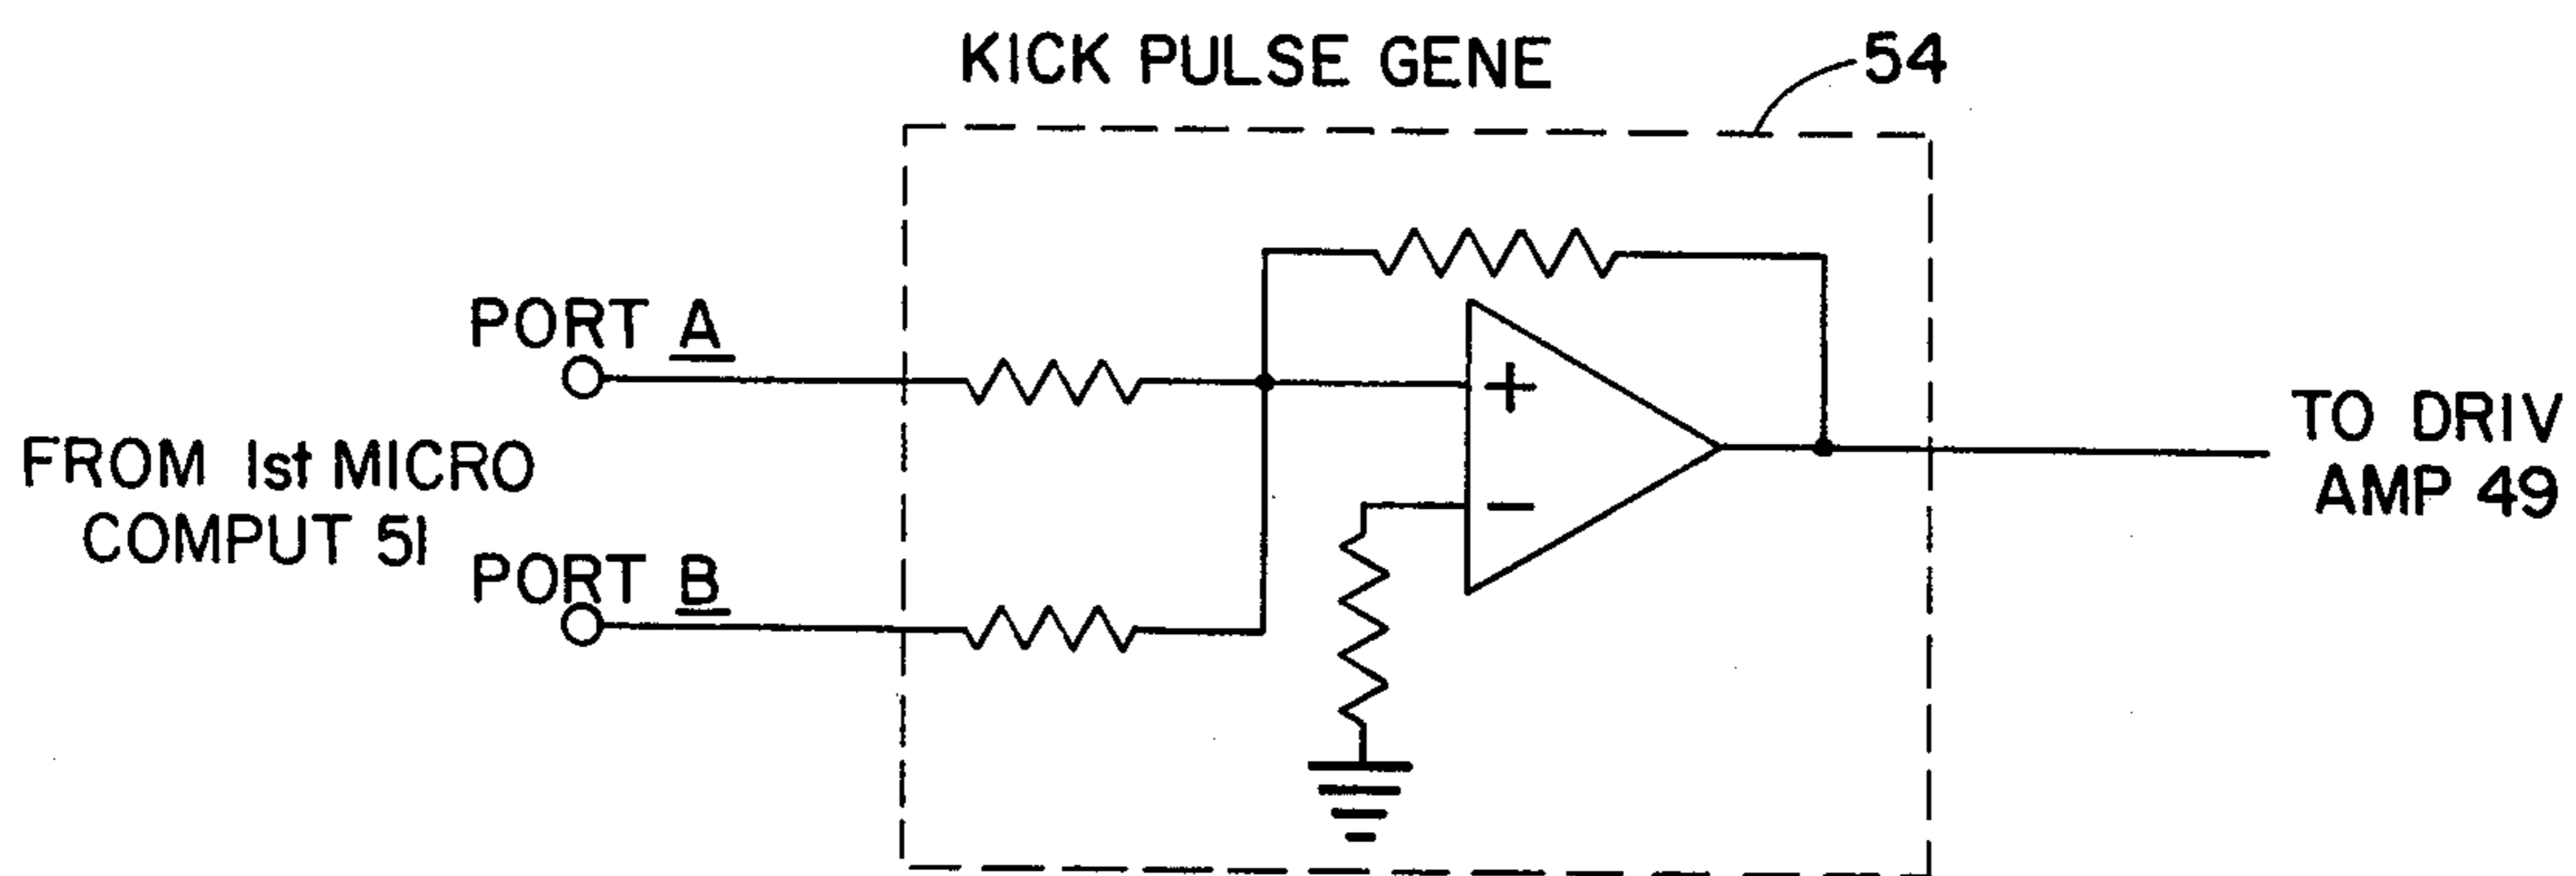 KICK PULSE GENE
54
PORT A
FROM 1st MICRO
COMPUT 51
PORT B
+
−
TO DRIV
AMP 49